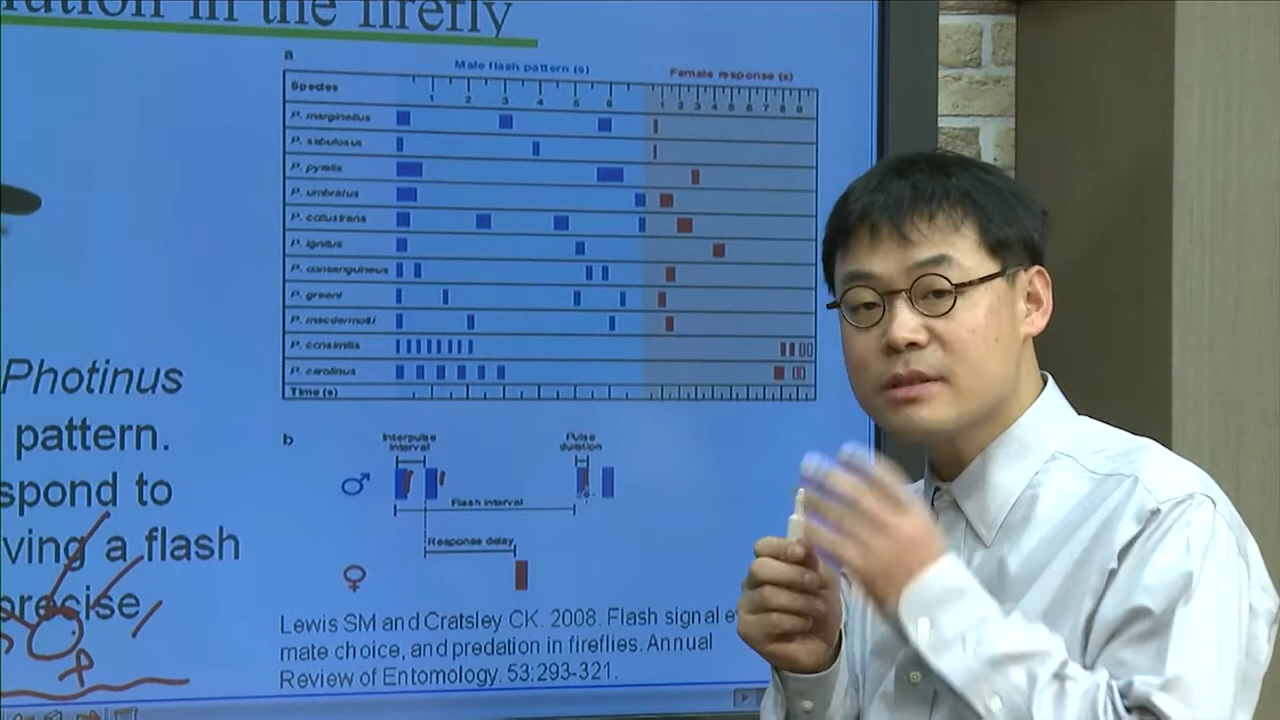 lution in the firefly
a
Male flash pattern (s)
Female response (s)
Species
1 2 3 4 5 6
1 2 3 4 5 6 7 8 9
P. marginellus
P. sabulosus
P. pyralis
P. umbratus
P. collustrans
P. ignitus
P. consanguineus
P. greeni
P. macdermotti
P. consimilis
P. carolinus
Time (s)
Photinus
pattern.
spond to
ving a flash
precise
b
Interpulse
interval
Pulse
duration
♂
Flash interval
Response delay
♀
Lewis SM and Cratsley CK. 2008. Flash signal e
mate choice, and predation in fireflies. Annual
Review of Entomology. 53:293-321.